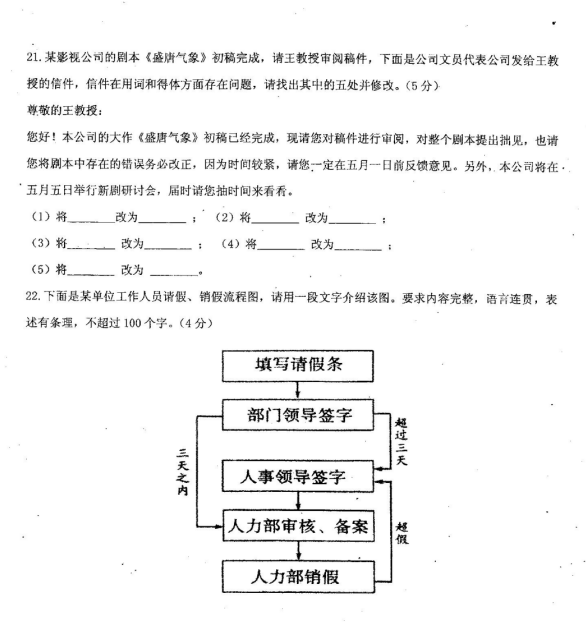 21.某影视公司的剧本《盛唐气象》初稿完成，请王教授审阅稿件，下面是公司文员代表公司发给王教
授的信件，信件在用词和得体方面存在问题，请找出其中的五处并修改。（5 分）
尊敬的王教授：
您好！本公司的大作《盛唐气象》初稿已经完成，现请您对稿件进行审阅，对整个剧本提出拙见，也请
您将剧本中存在的错误务必改正，因为时间较紧，请您一定在五月一日前反馈意见。另外，本公司将在
五月五日举行新剧研讨会，届时请您抽时间来看看。
（1）将_______改为_______；（2）将_______ 改为_______；
（3）将_______ 改为_______；（4）将_______ 改为_______；
（5）将_______ 改为 _______。
22.下面是某单位工作人员请假、销假流程图，请用一段文字介绍该图。要求内容完整，语言连贯，表
述有条理，不超过 100 个字。（4 分）
填写请假条
部门领导签字
超过三天
三天之内
人事领导签字
人力部审核、备案
超假
人力部销假